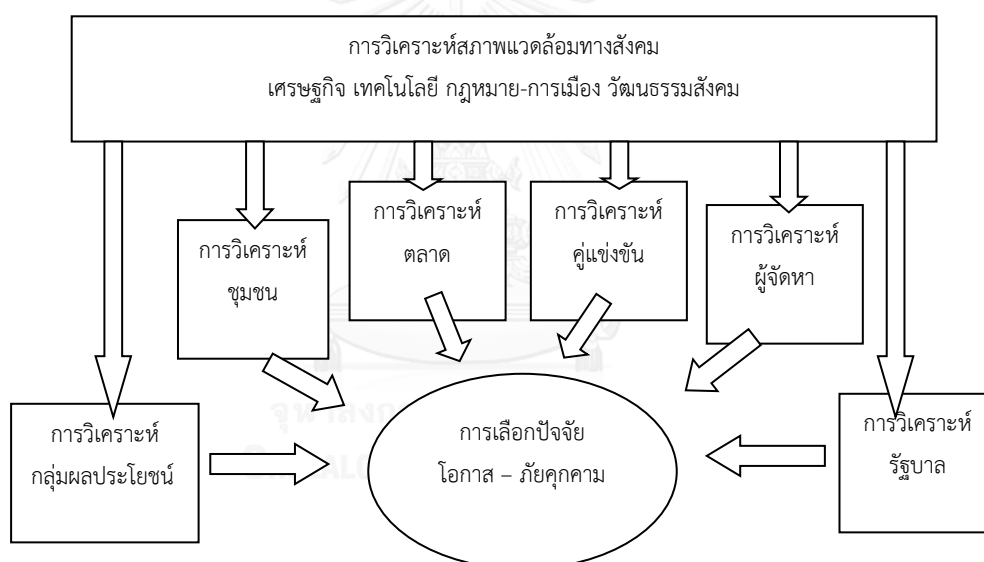 การวิเคราะห์สภาพแวดล้อมทางสังคม
เศรษฐกิจ เทคโนโลยี กฎหมาย-การเมือง วัฒนธรรมสังคม
การวิเคราะห์
ชุมชน
การวิเคราะห์
ตลาด
การวิเคราะห์
คู่แข่งขัน
การวิเคราะห์
ผู้จัดหา
การวิเคราะห์
กลุ่มผลประโยชน์
การเลือกปัจจัย
โอกาส – ภัยคุกคาม
การวิเคราะห์
รัฐบาล